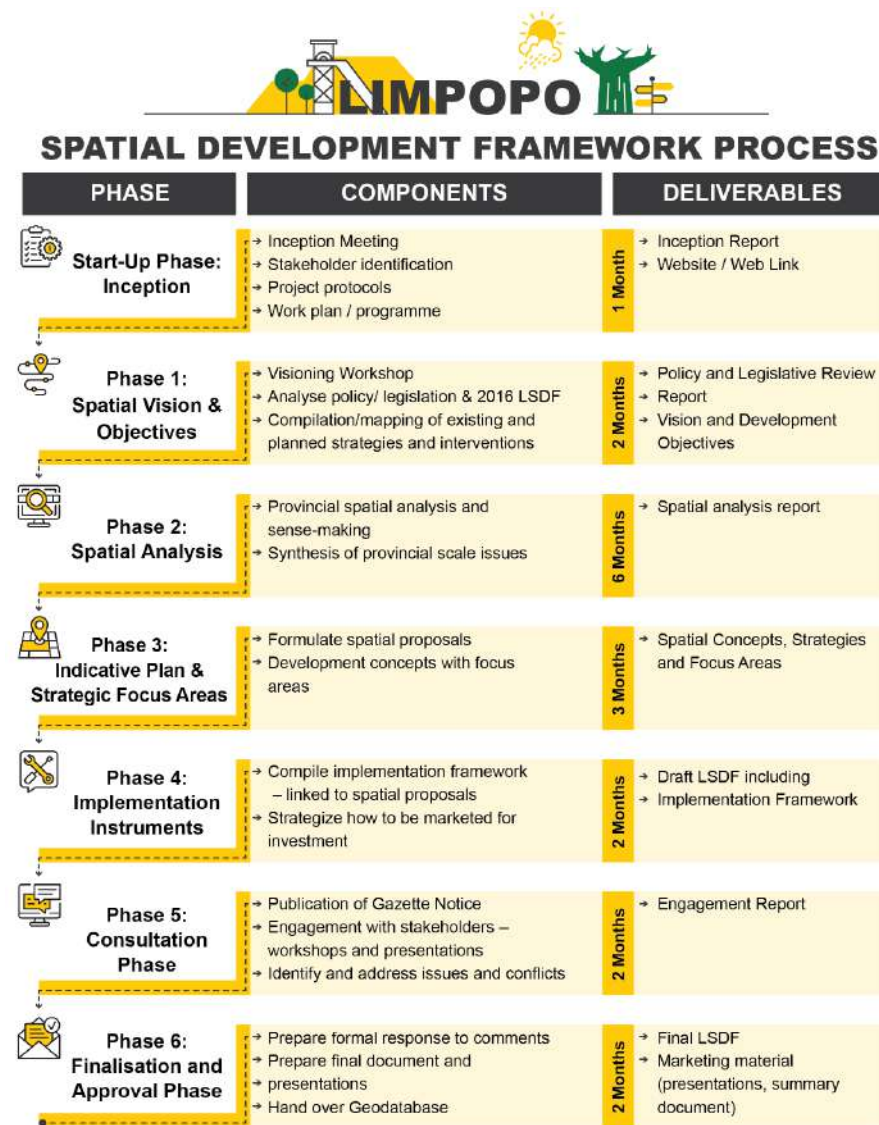 LIMPOPO
SPATIAL DEVELOPMENT FRAMEWORK PROCESS
PHASE
COMPONENTS
DELIVERABLES
Start-Up Phase:
Inception
→ Inception Meeting
→ Stakeholder identification
→ Project protocols
→ Work plan / programme
1 Month
→ Inception Report
→ Website / Web Link
Phase 1:
Spatial Vision &
Objectives
→ Visioning Workshop
→ Analyse policy/ legislation & 2016 LSDF
→ Compilation/mapping of existing and
planned strategies and interventions
2 Months
→ Policy and Legislative Review
→ Report
→ Vision and Development
Objectives
Phase 2:
Spatial Analysis
→ Provincial spatial analysis and
sense-making
→ Synthesis of provincial scale issues
6 Months
→ Spatial analysis report
Phase 3:
Indicative Plan &
Strategic Focus Areas
→ Formulate spatial proposals
→ Development concepts with focus
areas
3 Months
→ Spatial Concepts, Strategies
and Focus Areas
Phase 4:
Implementation
Instruments
→ Compile implementation framework
– linked to spatial proposals
→ Strategize how to be marketed for
investment
2 Months
→ Draft LSDF including
→ Implementation Framework
Phase 5:
Consultation
Phase
→ Publication of Gazette Notice
→ Engagement with stakeholders –
workshops and presentations
→ Identify and address issues and conflicts
2 Months
→ Engagement Report
Phase 6:
Finalisation and
Approval Phase
→ Prepare formal response to comments
→ Prepare final document and
→ presentations
→ Hand over Geodatabase
2 Months
→ Final LSDF
→ Marketing material
(presentations, summary
document)